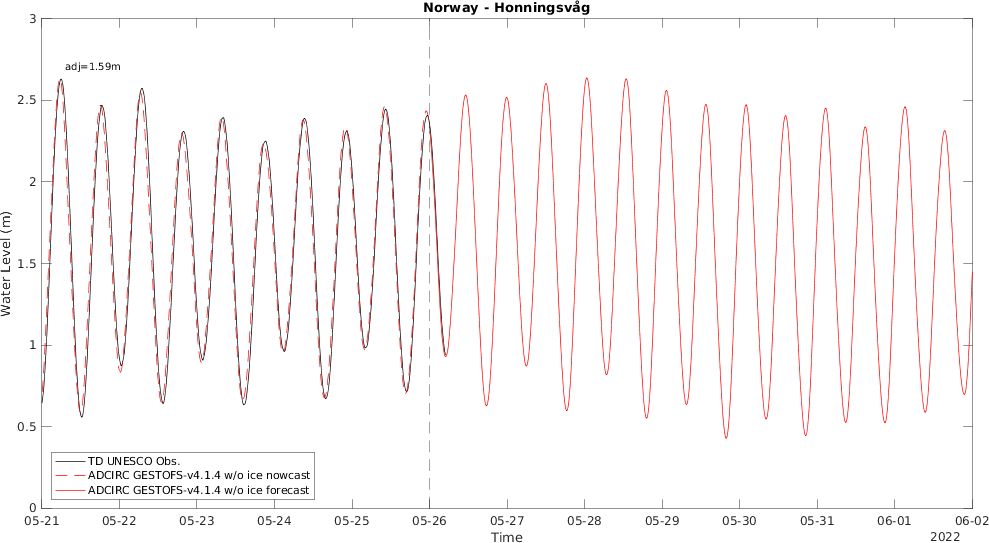 Norway - Honningsvåg
adj=1.59m
Water Level (m)
3
2.5
2
1.5
1
0.5
0
TD UNESCO Obs.
ADCIRC GESTOFS-v4.1.4 w/o ice nowcast
ADCIRC GESTOFS-v4.1.4 w/o ice forecast
05-21 05-22 05-23 05-24 05-25 05-26 05-27 05-28 05-29 05-30 05-31 06-01 06-02
Time
2022